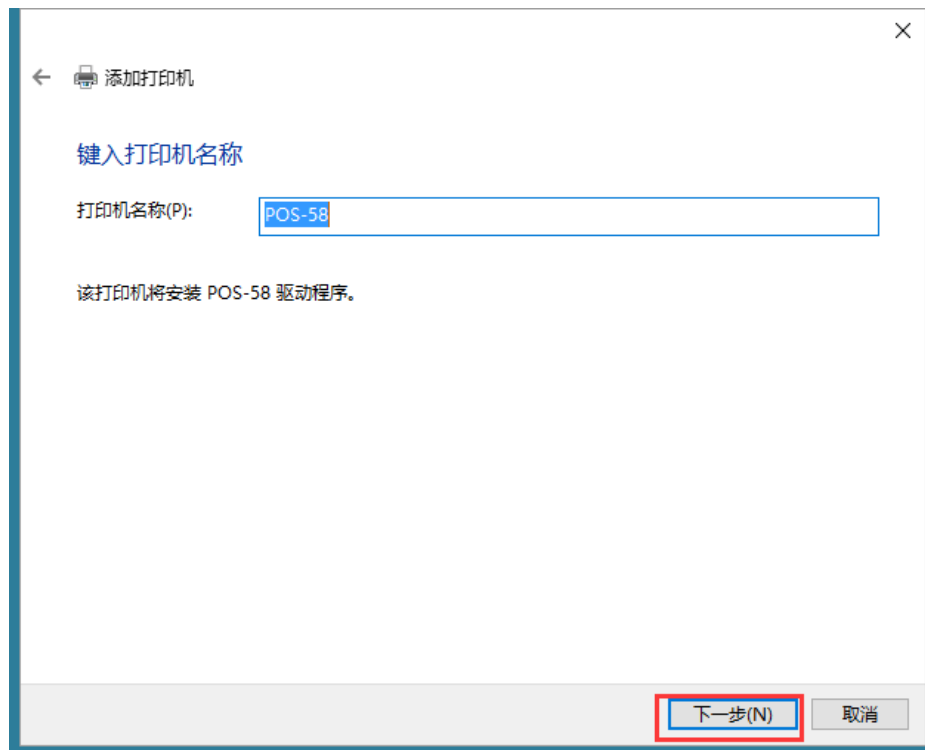 添加打印机
键入打印机名称
打印机名称(P):
POS-58
该打印机将安装 POS-58 驱动程序。
下一步(N)
取消